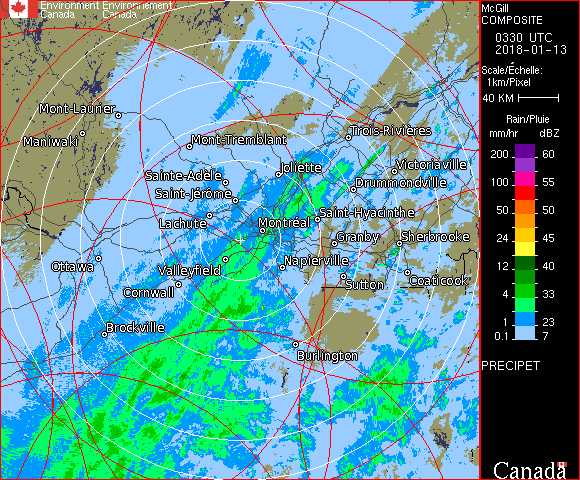 Environment Environnement
Canada Canada
Mont-Laurier
Maniwaki
Mont-Tremblant
Trois-Rivières
Joliette
Victoriaville
Sainte-Adèle
Drummondville
Saint-Jérôme
Saint-Hyacinthe
Lachute
Montréal
Granby
Sherbrooke
Ottawa
Valleyfield
Napierville
Coaticook
Sutton
Cornwall
Brockville
Burlington
McGill
COMPOSITE
0330 UTC
2018-01-13
Scale/Échelle:
1km/Pixel
40 KM
Rain/Pluie
mm/hr dBZ
200 60
100 55
50 50
24 45
12 40
4 33
1 23
0.1 7
PRECIPET
Canada